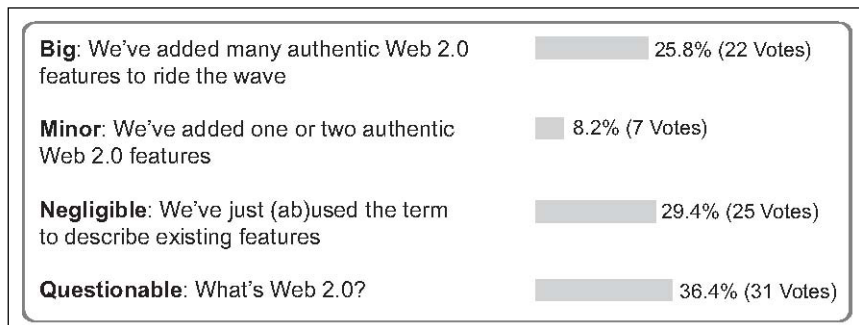 Big: We've added many authentic Web 2.0 25.8% (22 Votes)
features to ride the wave
Minor: We've added one or two authentic 8.2% (7 Votes)
Web 2.0 features
Negligible: We've just (ab)used the term 29.4% (25 Votes)
to describe existing features
Questionable: What's Web 2.0? 36.4% (31 Votes)